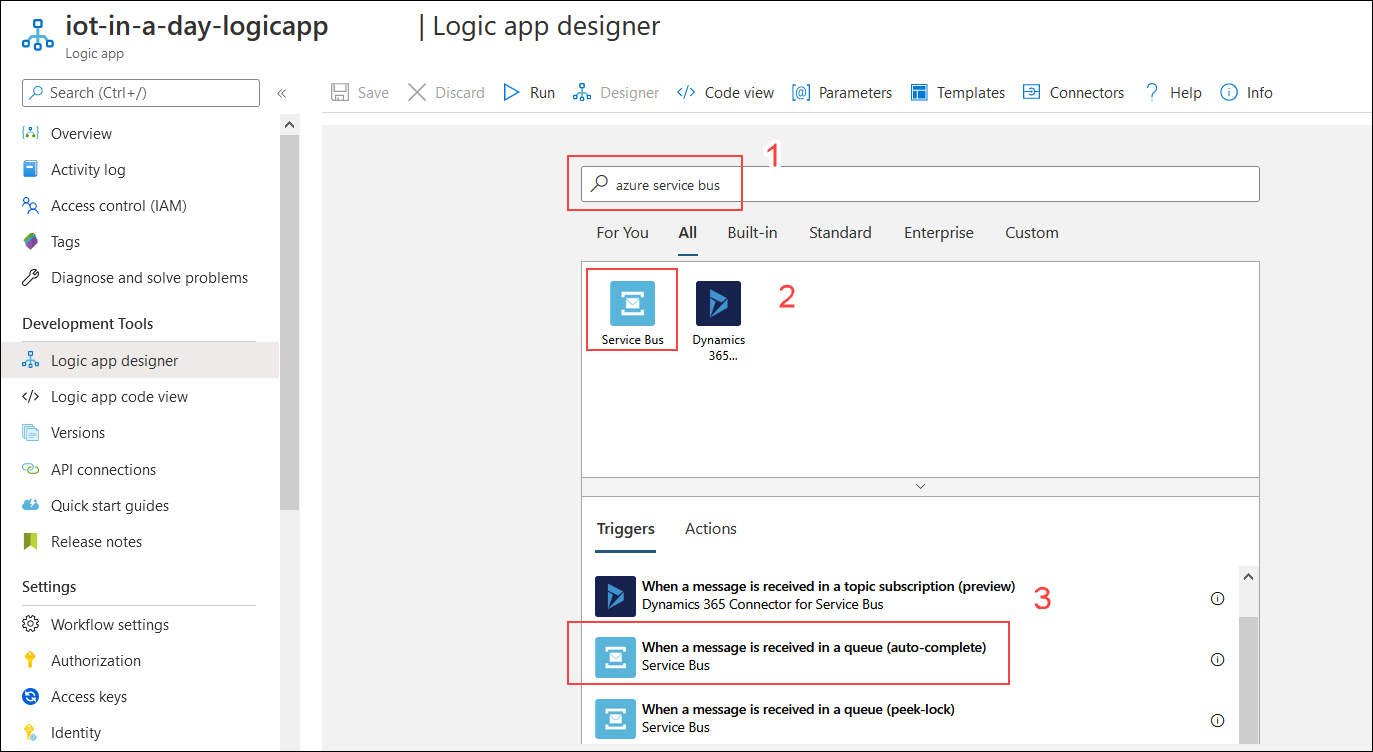 iot-in-a-day-logicapp | Logic app designer
Logic app
Search (Ctrl+/)
«
Save
Discard
Run
Designer
Code view
Parameters
Templates
Connectors
Help
Info
Overview
Activity log
Access control (IAM)
Tags
Diagnose and solve problems
Development Tools
Logic app designer
Logic app code view
Versions
API connections
Quick start guides
Release notes
Settings
Workflow settings
Authorization
Access keys
Identity
1
azure service bus
For You
All
Built-in
Standard
Enterprise
Custom
2
Service Bus
Dynamics
365...
Triggers
Actions
When a message is received in a topic subscription (preview)
Dynamics 365 Connector for Service Bus
3
When a message is received in a queue (auto-complete)
Service Bus
When a message is received in a queue (peek-lock)
Service Bus